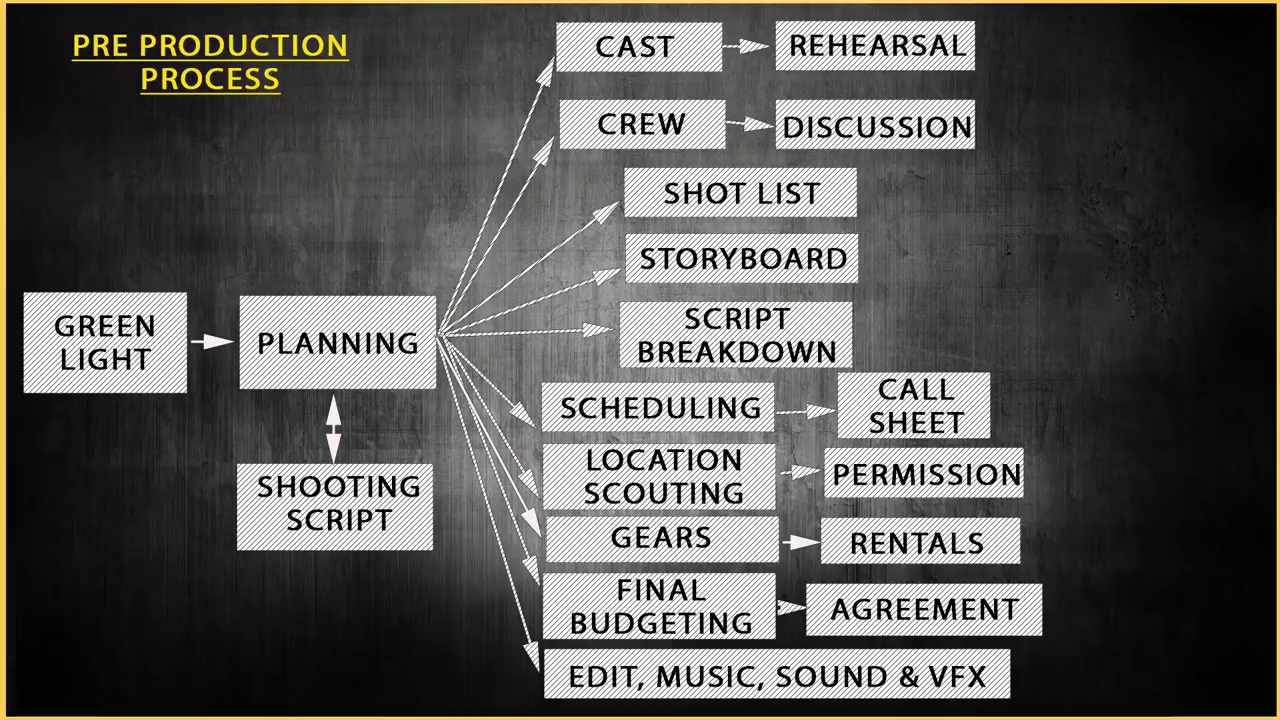 PRE PRODUCTION
PROCESS
CAST
REHEARSAL
CREW
DISCUSSION
SHOT LIST
STORYBOARD
GREEN
LIGHT
PLANNING
SCRIPT
BREAKDOWN
SCHEDULING
CALL
SHEET
LOCATION
SCOUTING
PERMISSION
SHOOTING
SCRIPT
GEARS
RENTALS
FINAL
BUDGETING
AGREEMENT
EDIT, MUSIC, SOUND & VFX